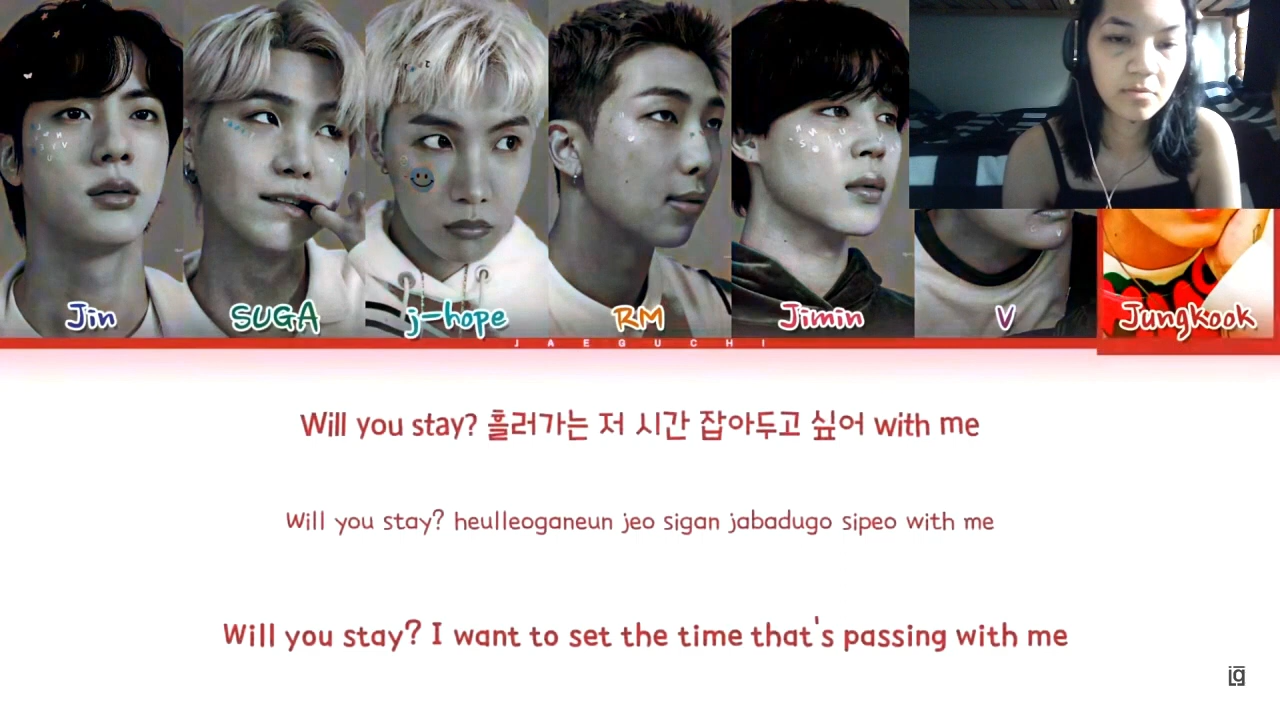 Jin
SUGA
j-hope
RM
Jimin
V
Jungkook
JAEGUCHI
Will you stay? 흘러가는 저 시간 잡아두고 싶어 with me
Will you stay? heulleoganeun jeo sigan jabadugo sipeo with me
Will you stay? I want to set the time that's passing with me